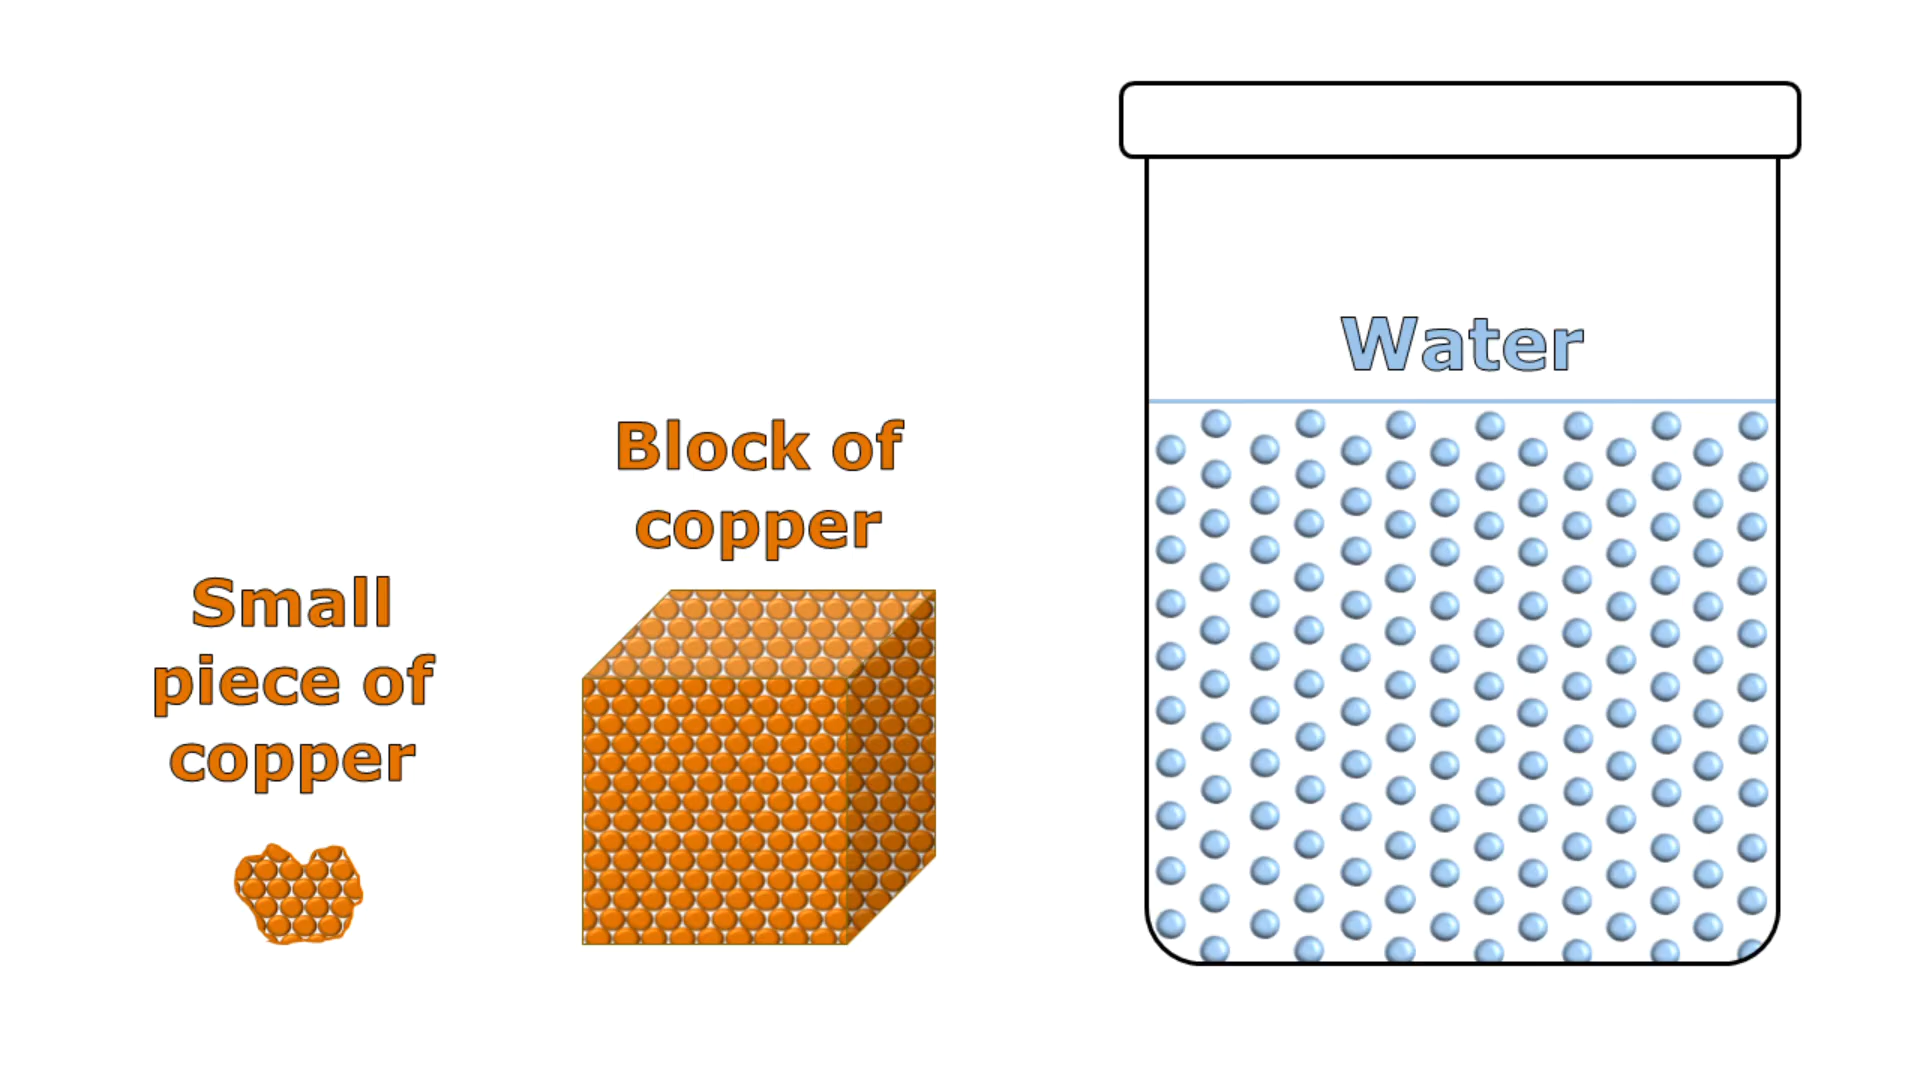 Small
piece of
copper
Block of
copper
Water